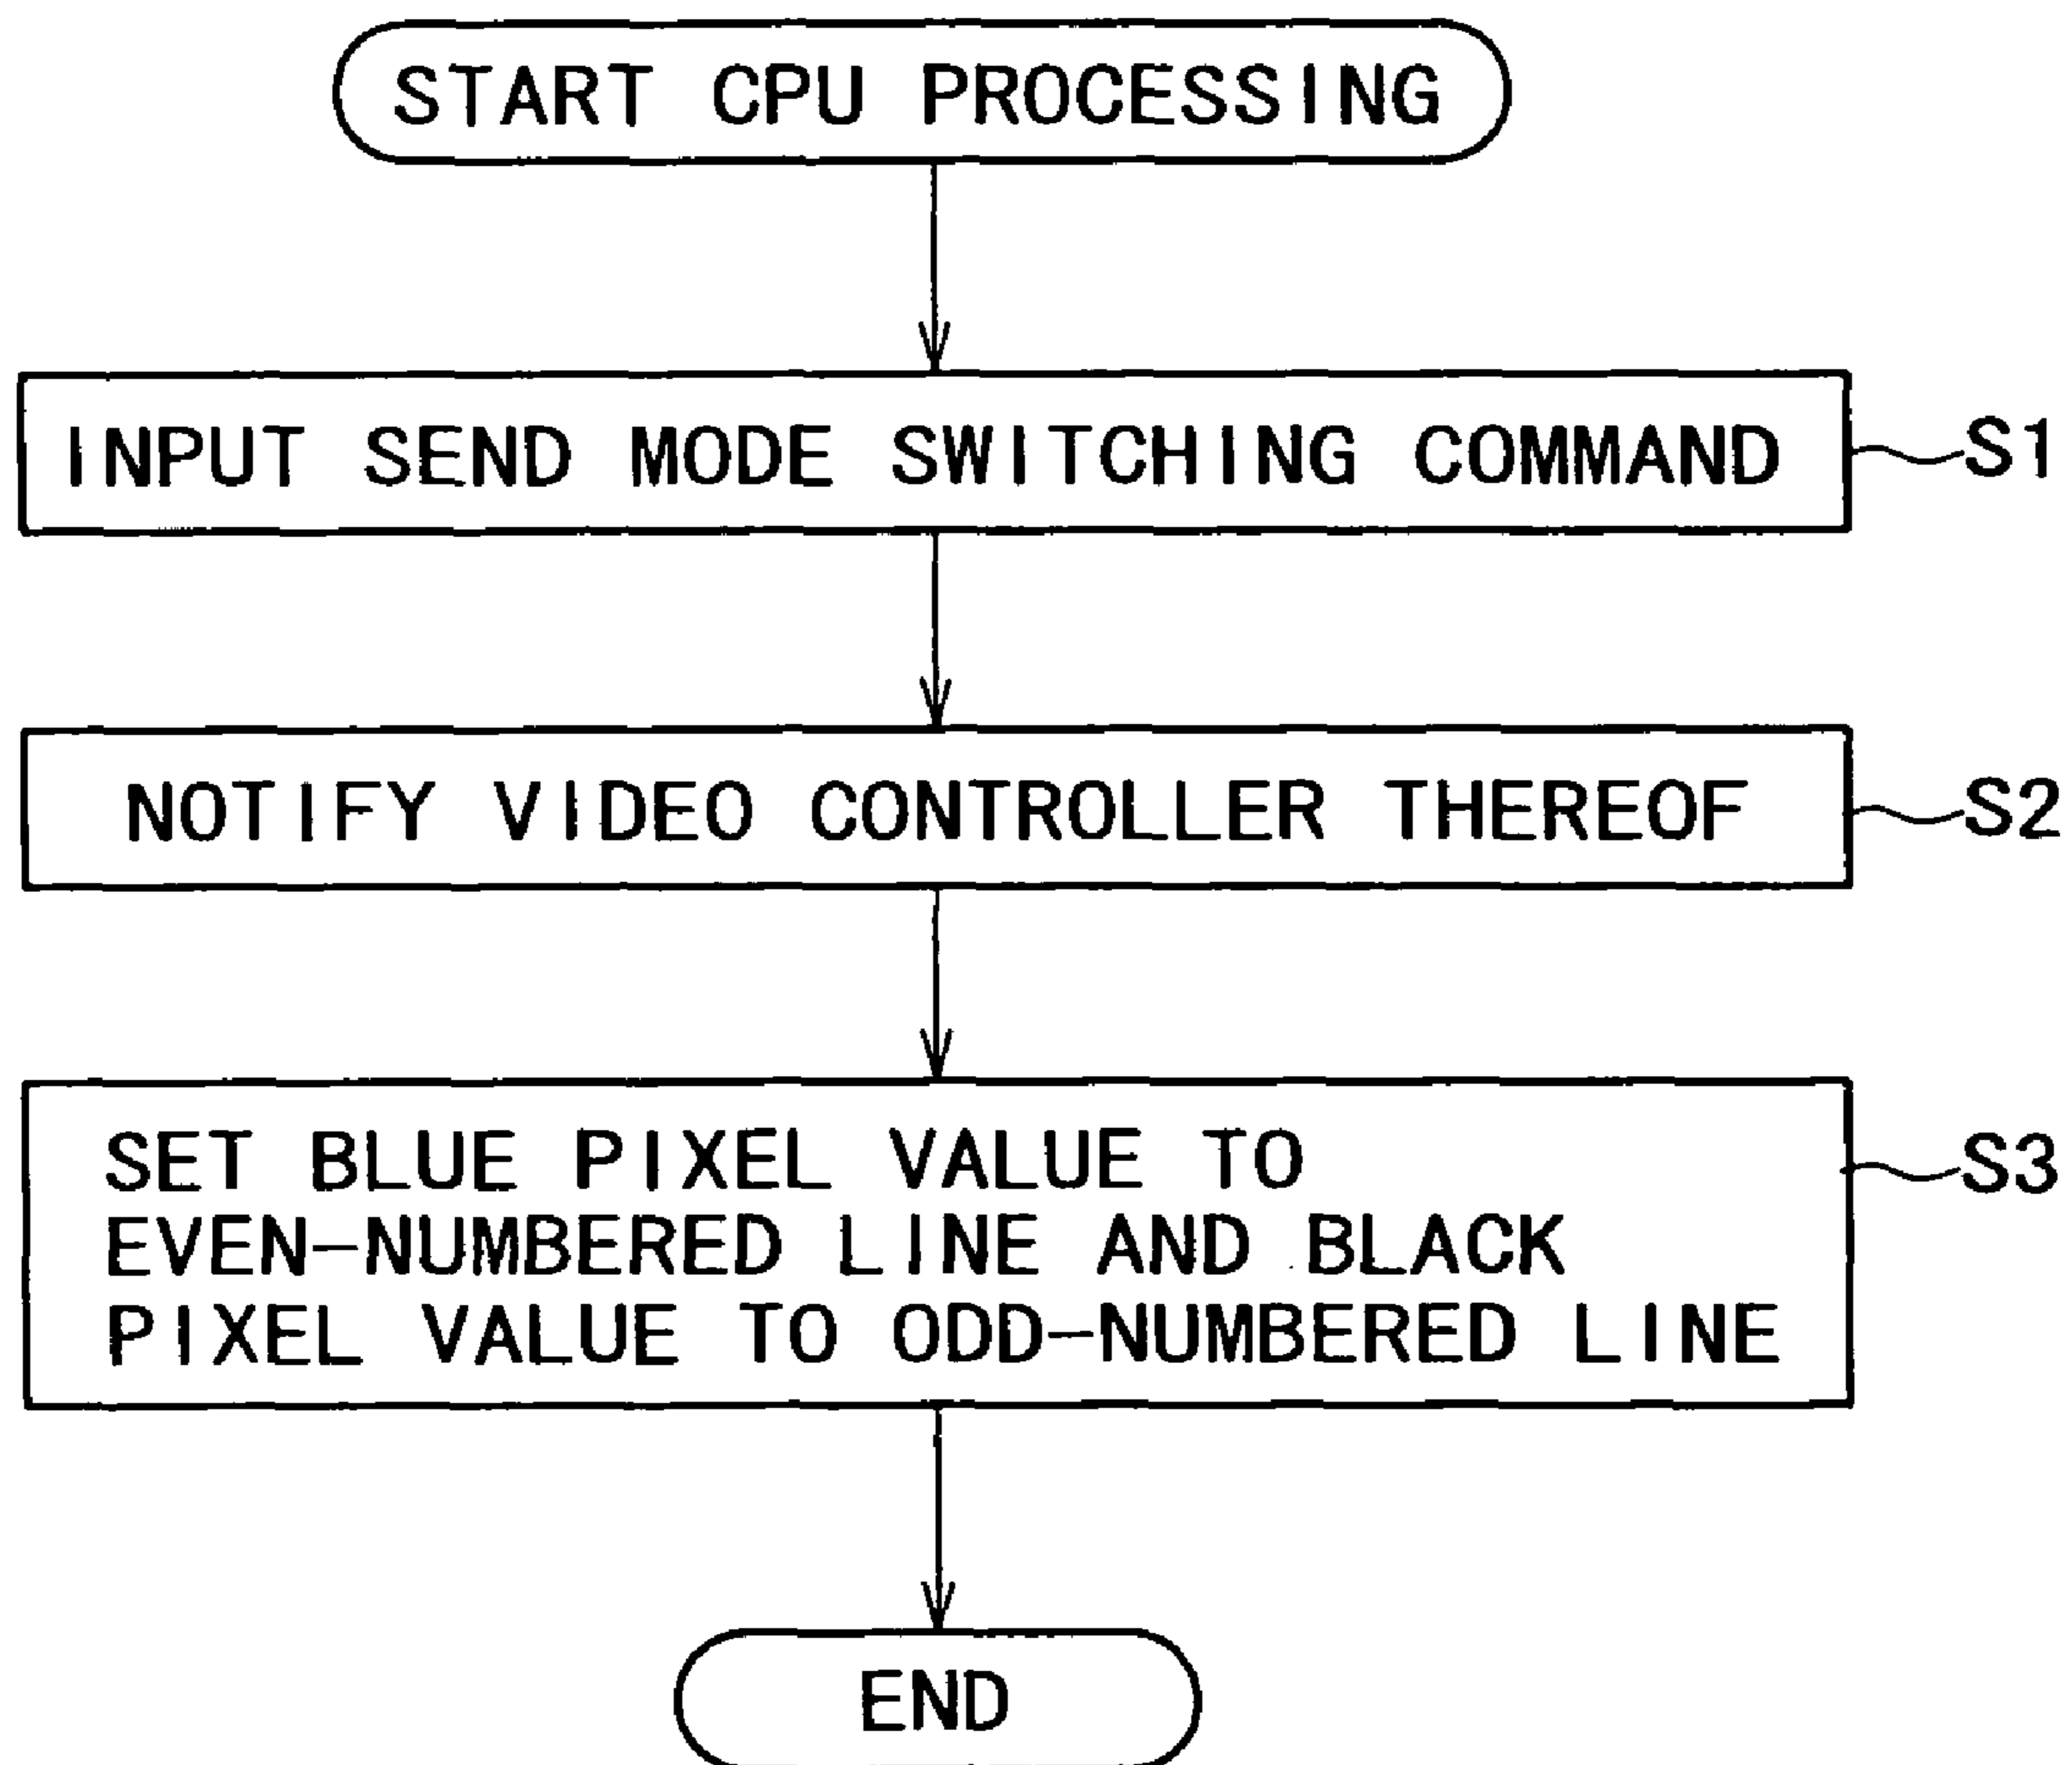 START CPU PROCESSING
INPUT SEND MODE SWITCHING COMMAND
S1
NOTIFY VIDEO CONTROLLER THEREOF
S2
SET BLUE PIXEL VALUE TO
S3
EVEN-NUMBERED LINE AND BLACK
PIXEL VALUE TO ODD-NUMBERED LINE
END